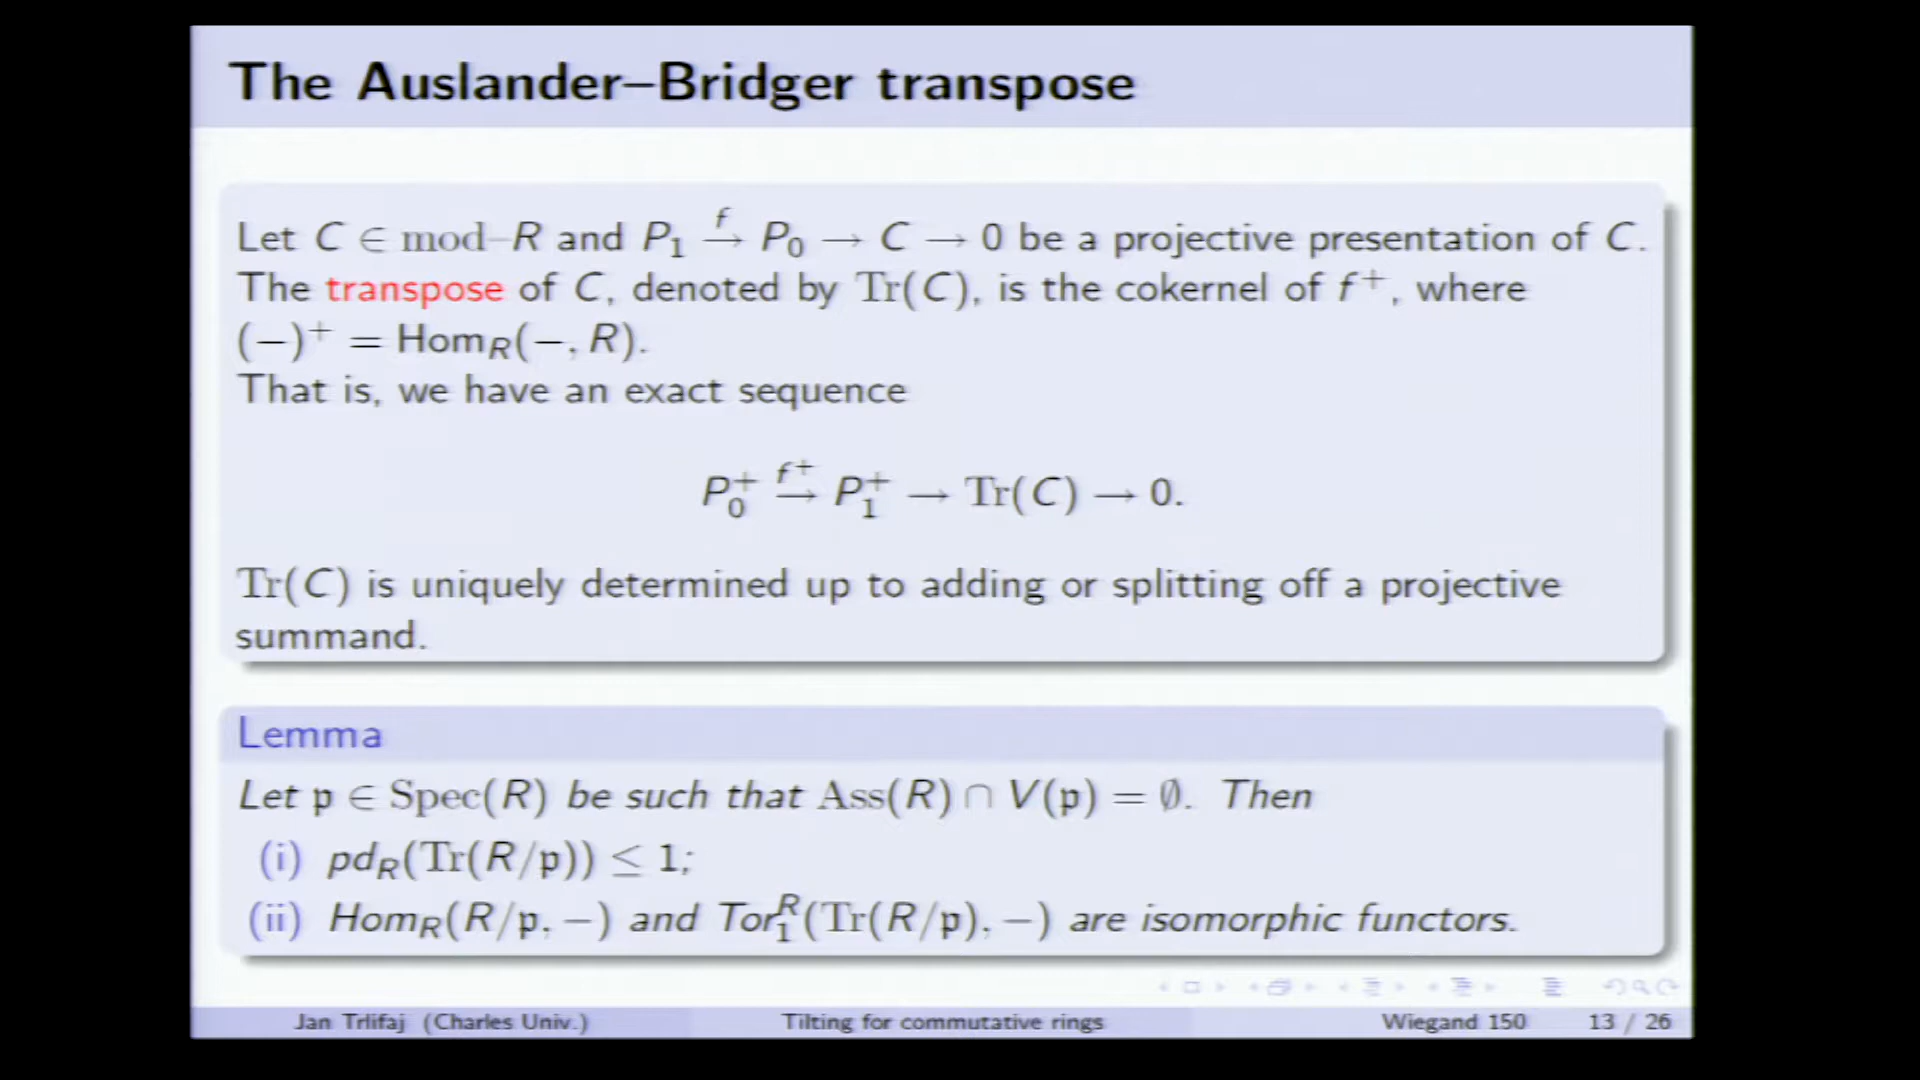 The Auslander–Bridger transpose
Let C ∈ mod–R and P₁ →^f P₀ → C → 0 be a projective presentation of C.
The transpose of C, denoted by Tr(C), is the cokernel of f⁺, where
(−)⁺ = Hom_R(−, R).
That is, we have an exact sequence
P₀⁺ →^{f⁺} P₁⁺ → Tr(C) → 0.
Tr(C) is uniquely determined up to adding or splitting off a projective
summand.
Lemma
Let 𝔭 ∈ Spec(R) be such that Ass(R) ∩ V(𝔭) = ∅. Then
(i) pd_R(Tr(R/𝔭)) ≤ 1;
(ii) Hom_R(R/𝔭, −) and Tor₁^R(Tr(R/𝔭), −) are isomorphic functors.
Jan Trlifaj (Charles Univ.) Tilting for commutative rings Wiegand 150 13 / 26